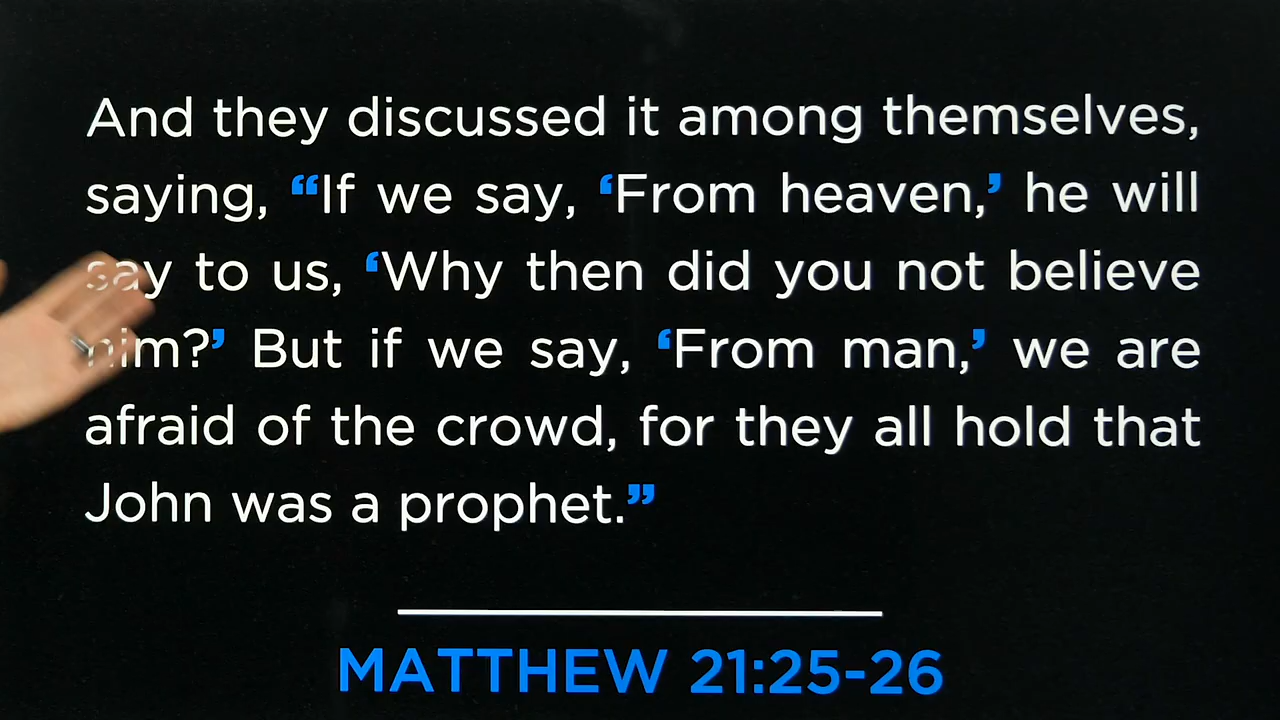 And they discussed it among themselves,
saying, “If we say, ‘From heaven,’ he will
say to us, ‘Why then did you not believe
him?’ But if we say, ‘From man,’ we are
afraid of the crowd, for they all hold that
John was a prophet.”
MATTHEW 21:25-26